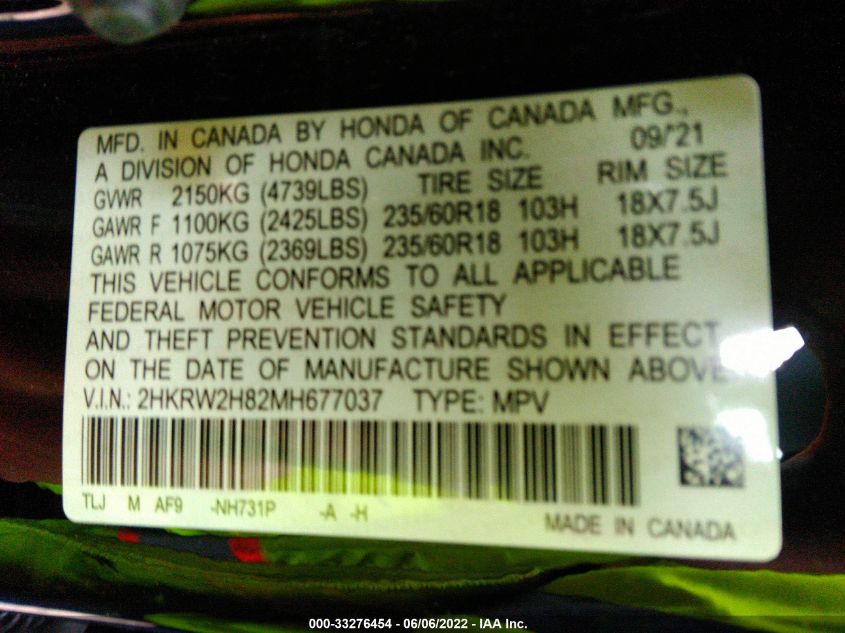 MFD. IN CANADA BY HONDA OF CANADA MFG.,
A DIVISION OF HONDA CANADA INC. 09/'21
GVWR 2150KG (4739LBS) TIRE SIZE RIM SIZE
GAWR F 1100KG (2425LBS) 235/60R18 103H 18X7.5J
GAWR R 1075KG (2369LBS) 235/60R18 103H 18X7.5J
THIS VEHICLE CONFORMS TO ALL APPLICABLE
FEDERAL MOTOR VEHICLE SAFETY
AND THEFT PREVENTION STANDARDS IN EFFECT
ON THE DATE OF MANUFACTURE SHOWN ABOVE
V.I.N.: 2HKRW2H82MH677037 TYPE: MPV
TLJ M AF9 -NH731P -A -H
MADE IN CANADA
000-33276454 - 06/06/2022 - IAA Inc.